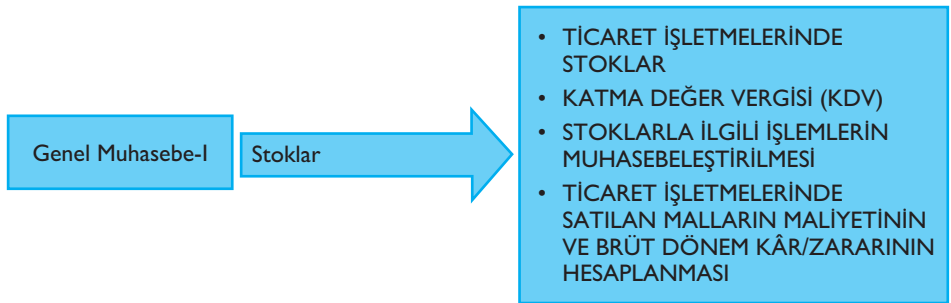 Genel Muhasebe-I
Stoklar
• TİCARET İŞLETMELERİNDE
STOKLAR
• KATMA DEĞER VERGİSİ (KDV)
• STOKLARLA İLGİLİ İŞLEMLERİN
MUHASEBELEŞTİRİLMESİ
• TİCARET İŞLETMELERİNDE
SATILAN MALLARIN MALİYETİNİN
VE BRÜT DÖNEM KÂR/ZARARININ
HESAPLANMASI